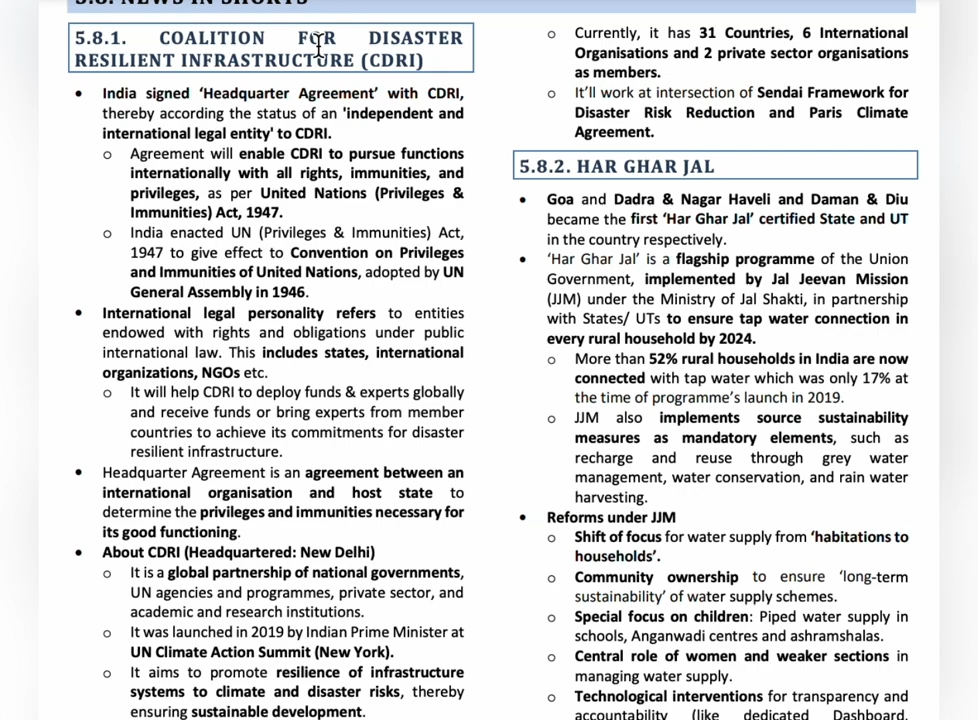 5.8. NEWS IN SHORTS
5.8.1. COALITION FOR DISASTER
RESILIENT INFRASTRUCTURE (CDRI)
• India signed ‘Headquarter Agreement’ with CDRI,
thereby according the status of an 'independent and
international legal entity' to CDRI.
o Agreement will enable CDRI to pursue functions
internationally with all rights, immunities, and
privileges, as per United Nations (Privileges &
Immunities) Act, 1947.
o India enacted UN (Privileges & Immunities) Act,
1947 to give effect to Convention on Privileges
and Immunities of United Nations, adopted by UN
General Assembly in 1946.
• International legal personality refers to entities
endowed with rights and obligations under public
international law. This includes states, international
organizations, NGOs etc.
o It will help CDRI to deploy funds & experts globally
and receive funds or bring experts from member
countries to achieve its commitments for disaster
resilient infrastructure.
• Headquarter Agreement is an agreement between an
international organisation and host state to
determine the privileges and immunities necessary for
its good functioning.
• About CDRI (Headquartered: New Delhi)
o It is a global partnership of national governments,
UN agencies and programmes, private sector, and
academic and research institutions.
o It was launched in 2019 by Indian Prime Minister at
UN Climate Action Summit (New York).
o It aims to promote resilience of infrastructure
systems to climate and disaster risks, thereby
ensuring sustainable development.
o Currently, it has 31 Countries, 6 International
Organisations and 2 private sector organisations
as members.
o It’ll work at intersection of Sendai Framework for
Disaster Risk Reduction and Paris Climate
Agreement.
5.8.2. HAR GHAR JAL
• Goa and Dadra & Nagar Haveli and Daman & Diu
became the first ‘Har Ghar Jal’ certified State and UT
in the country respectively.
• ‘Har Ghar Jal’ is a flagship programme of the Union
Government, implemented by Jal Jeevan Mission
(JJM) under the Ministry of Jal Shakti, in partnership
with States/ UTs to ensure tap water connection in
every rural household by 2024.
o More than 52% rural households in India are now
connected with tap water which was only 17% at
the time of programme’s launch in 2019.
o JJM also implements source sustainability
measures as mandatory elements, such as
recharge and reuse through grey water
management, water conservation, and rain water
harvesting.
• Reforms under JJM
o Shift of focus for water supply from ‘habitations to
households’.
o Community ownership to ensure ‘long-term
sustainability’ of water supply schemes.
o Special focus on children: Piped water supply in
schools, Anganwadi centres and ashramshalas.
o Central role of women and weaker sections in
managing water supply.
o Technological interventions for transparency and
accountability (like dedicated Dashboard,